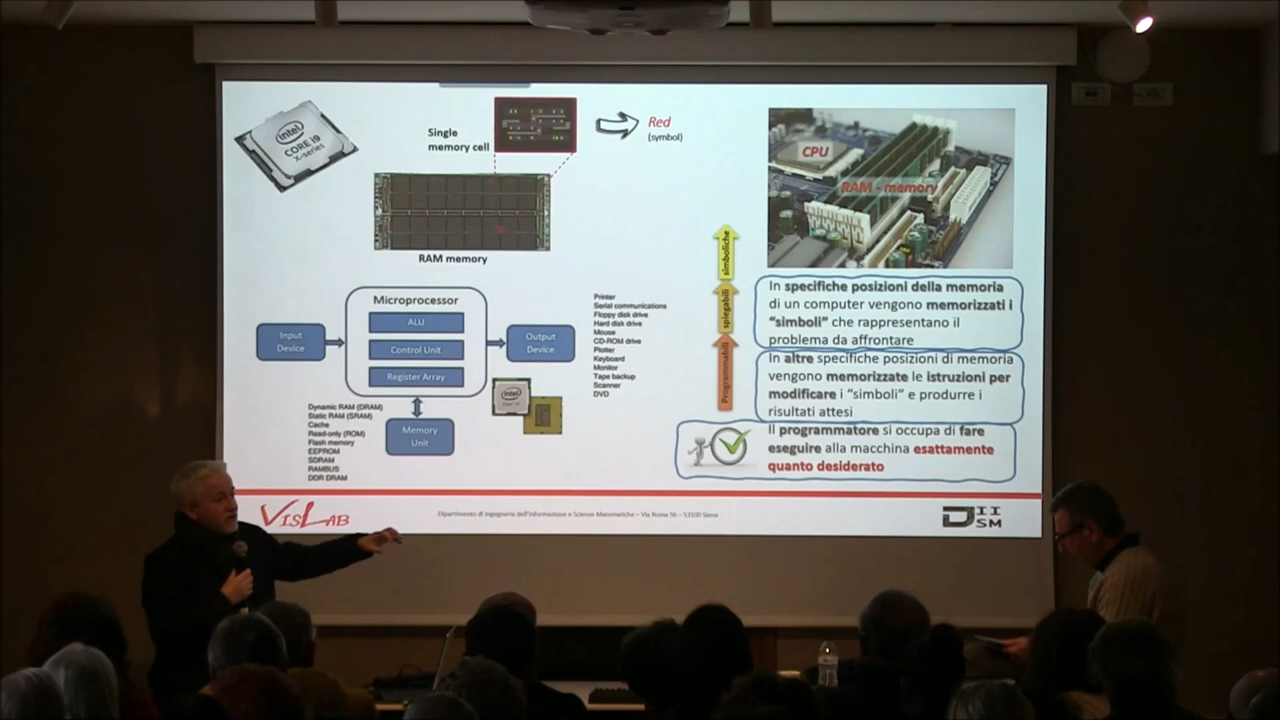 intel
CORE i9
X-series
Single
memory cell
Red
(symbol)
RAM memory
CPU
RAM - memory
Microprocessor
ALU
Control Unit
Register Array
Input
Device
Output
Device
Memory
Unit
Printer
Serial communications
Floppy disk drive
Hard disk drive
Mouse
CD-ROM drive
Plotter
Keyboard
Monitor
Tape backup
Scanner
DVD
Dynamic RAM (DRAM)
Static RAM (SRAM)
Cache
Read-only (ROM)
Flash memory
EEPROM
SDRAM
RAMBUS
DDR DRAM
intel
simboliche
spiegabili
Programmabili
In specifiche posizioni della memoria
di un computer vengono memorizzati i
“simboli” che rappresentano il
problema da affrontare
In altre specifiche posizioni di memoria
vengono memorizzate le istruzioni per
modificare i “simboli” e produrre i
risultati attesi
Il programmatore si occupa di fare
eseguire alla macchina esattamente
quanto desiderato
VISLAB
Dipartimento di Ingegneria dell'Informazione e Scienze Matematiche – Via Roma 56 – 53100 Siena
DII
SM